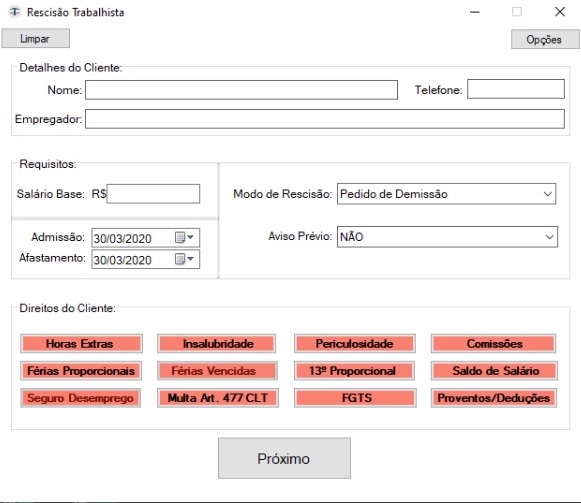 Rescisão Trabalhista
Limpar
Opções
Detalhes do Cliente:
Nome:
Telefone:
Empregador:
Requisitos:
Salário Base: R$
Modo de Rescisão: Pedido de Demissão
Admissão: 30/03/2020
Aviso Prévio: NÃO
Afastamento: 30/03/2020
Direitos do Cliente:
Horas Extras
Insalubridade
Periculosidade
Comissões
Férias Proporcionais
Férias Vencidas
13º Proporcional
Saldo de Salário
Seguro Desemprego
Multa Art. 477 CLT
FGTS
Proventos/Deduções
Próximo